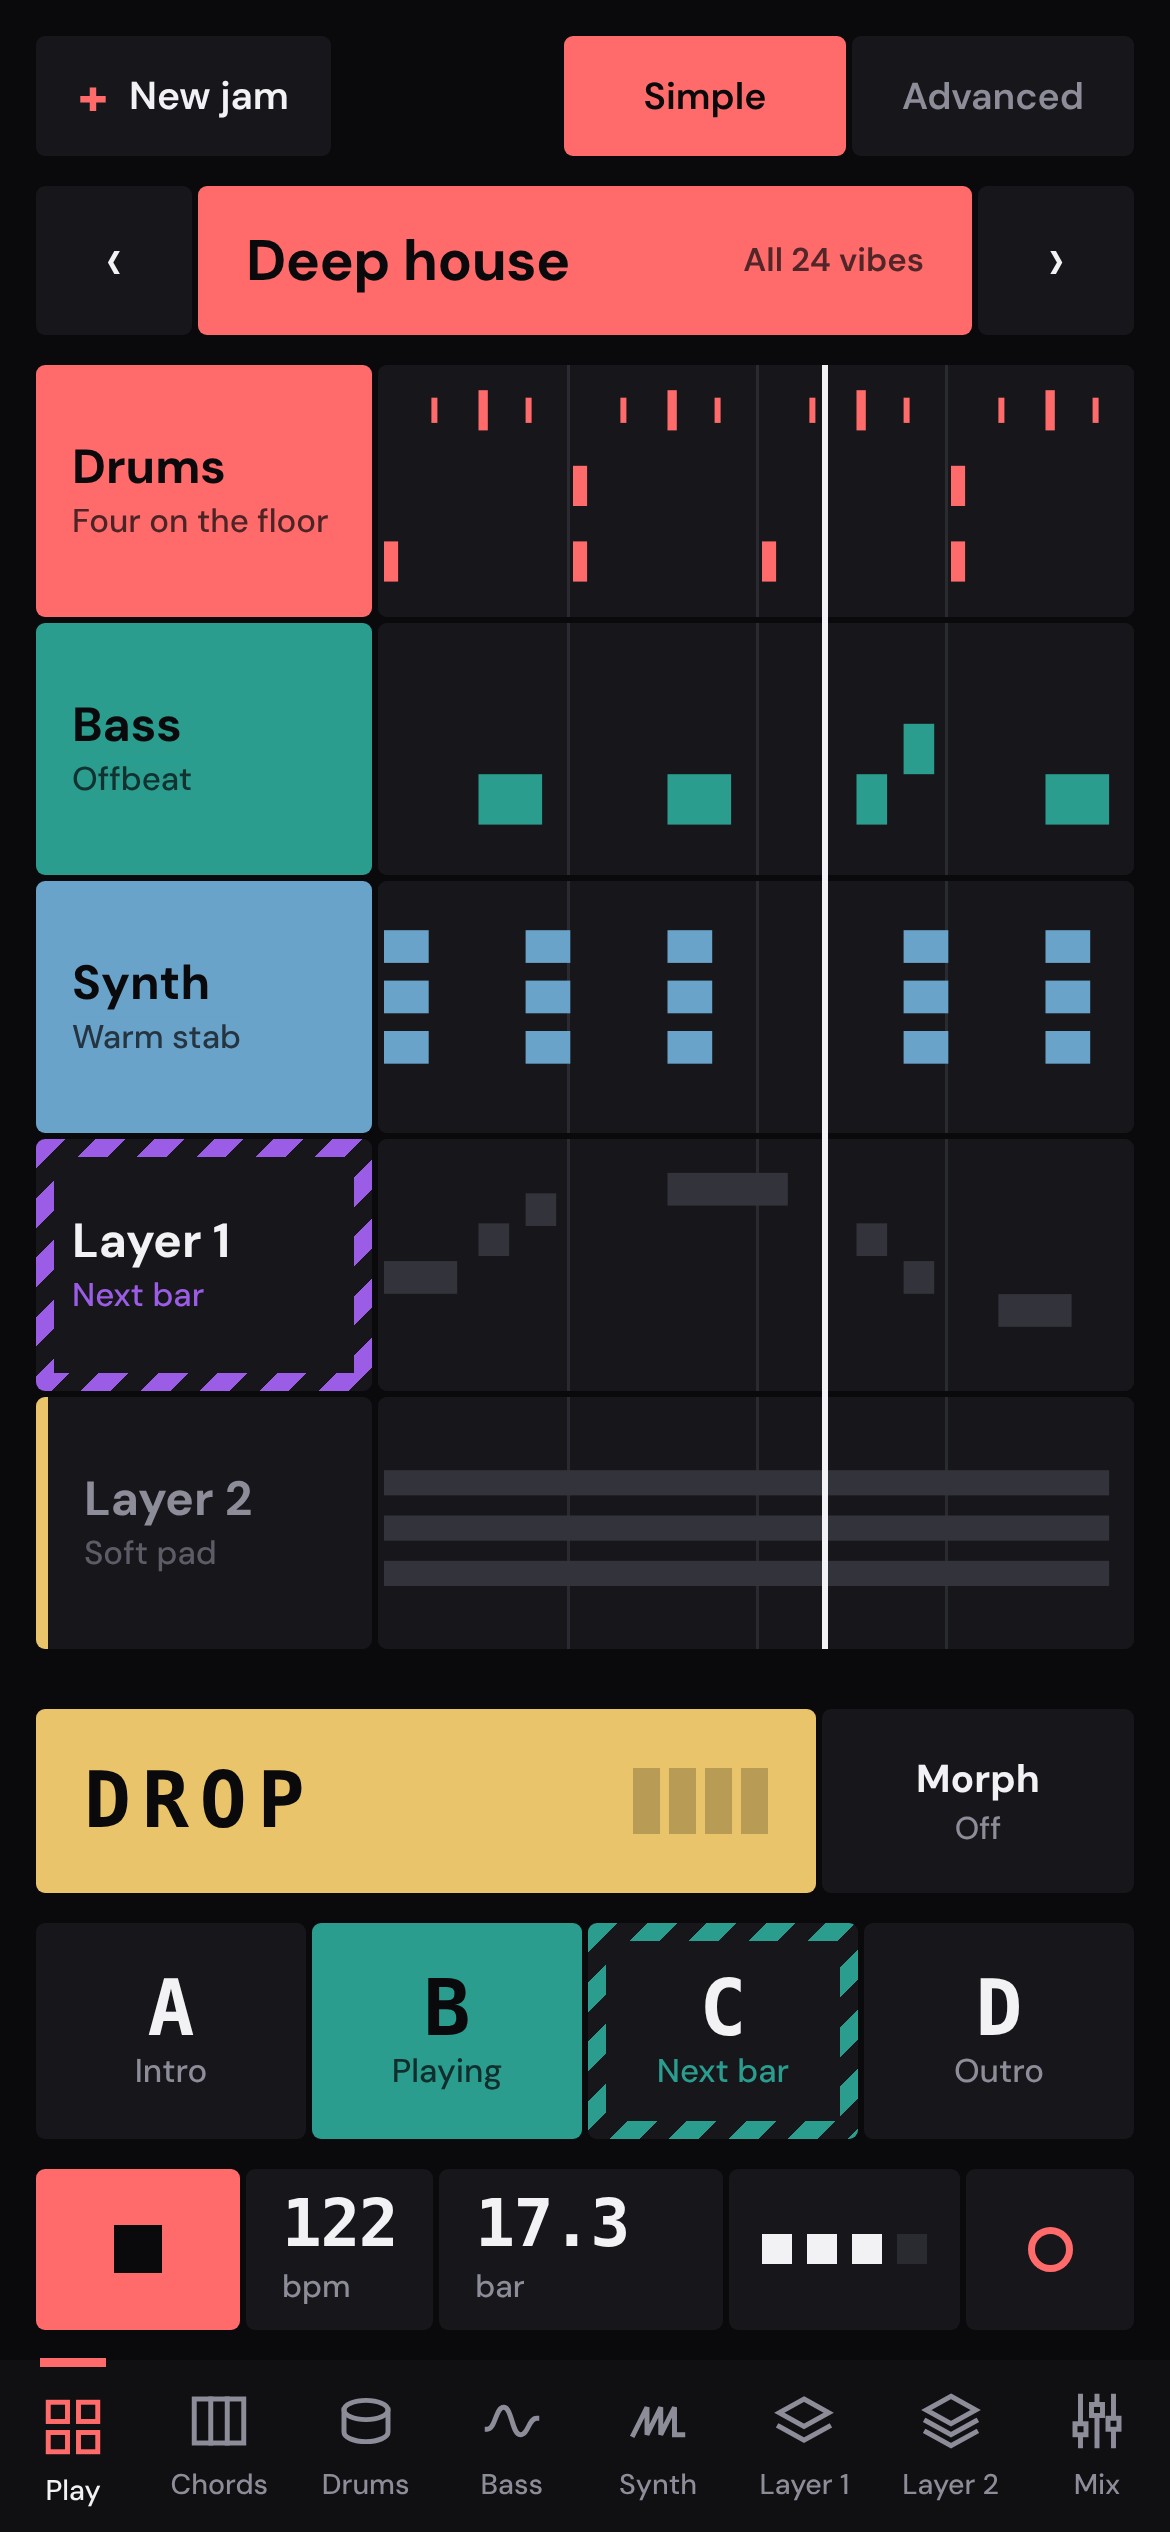 + New jam
Simple
Advanced
‹
Deep house
All 24 vibes
›
Drums
Four on the floor
Bass
Offbeat
Synth
Warm stab
Layer 1
Next bar
Layer 2
Soft pad
DROP
Morph
Off
A
Intro
B
Playing
C
Next bar
D
Outro
122
bpm
17.3
bar
Play
Chords
Drums
Bass
Synth
Layer 1
Layer 2
Mix